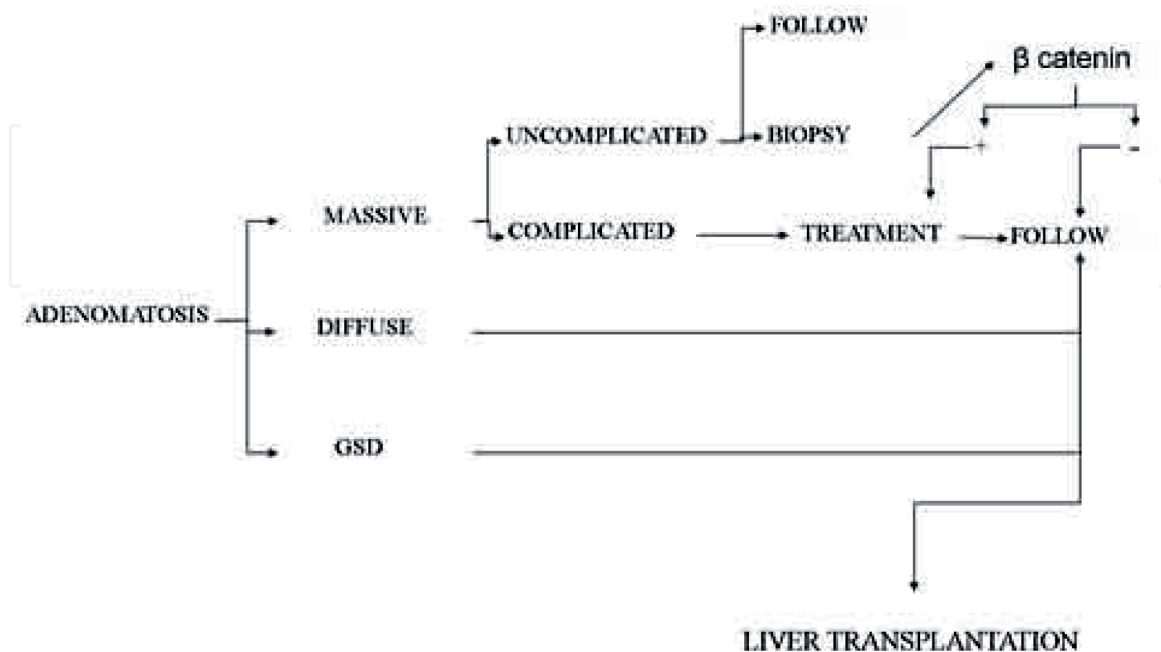 FOLLOW
β catenin
UNCOMPLICATED
BIOPSY
+
-
MASSIVE
COMPLICATED
TREATMENT
FOLLOW
ADENOMATOSIS
DIFFUSE
GSD
LIVER TRANSPLANTATION